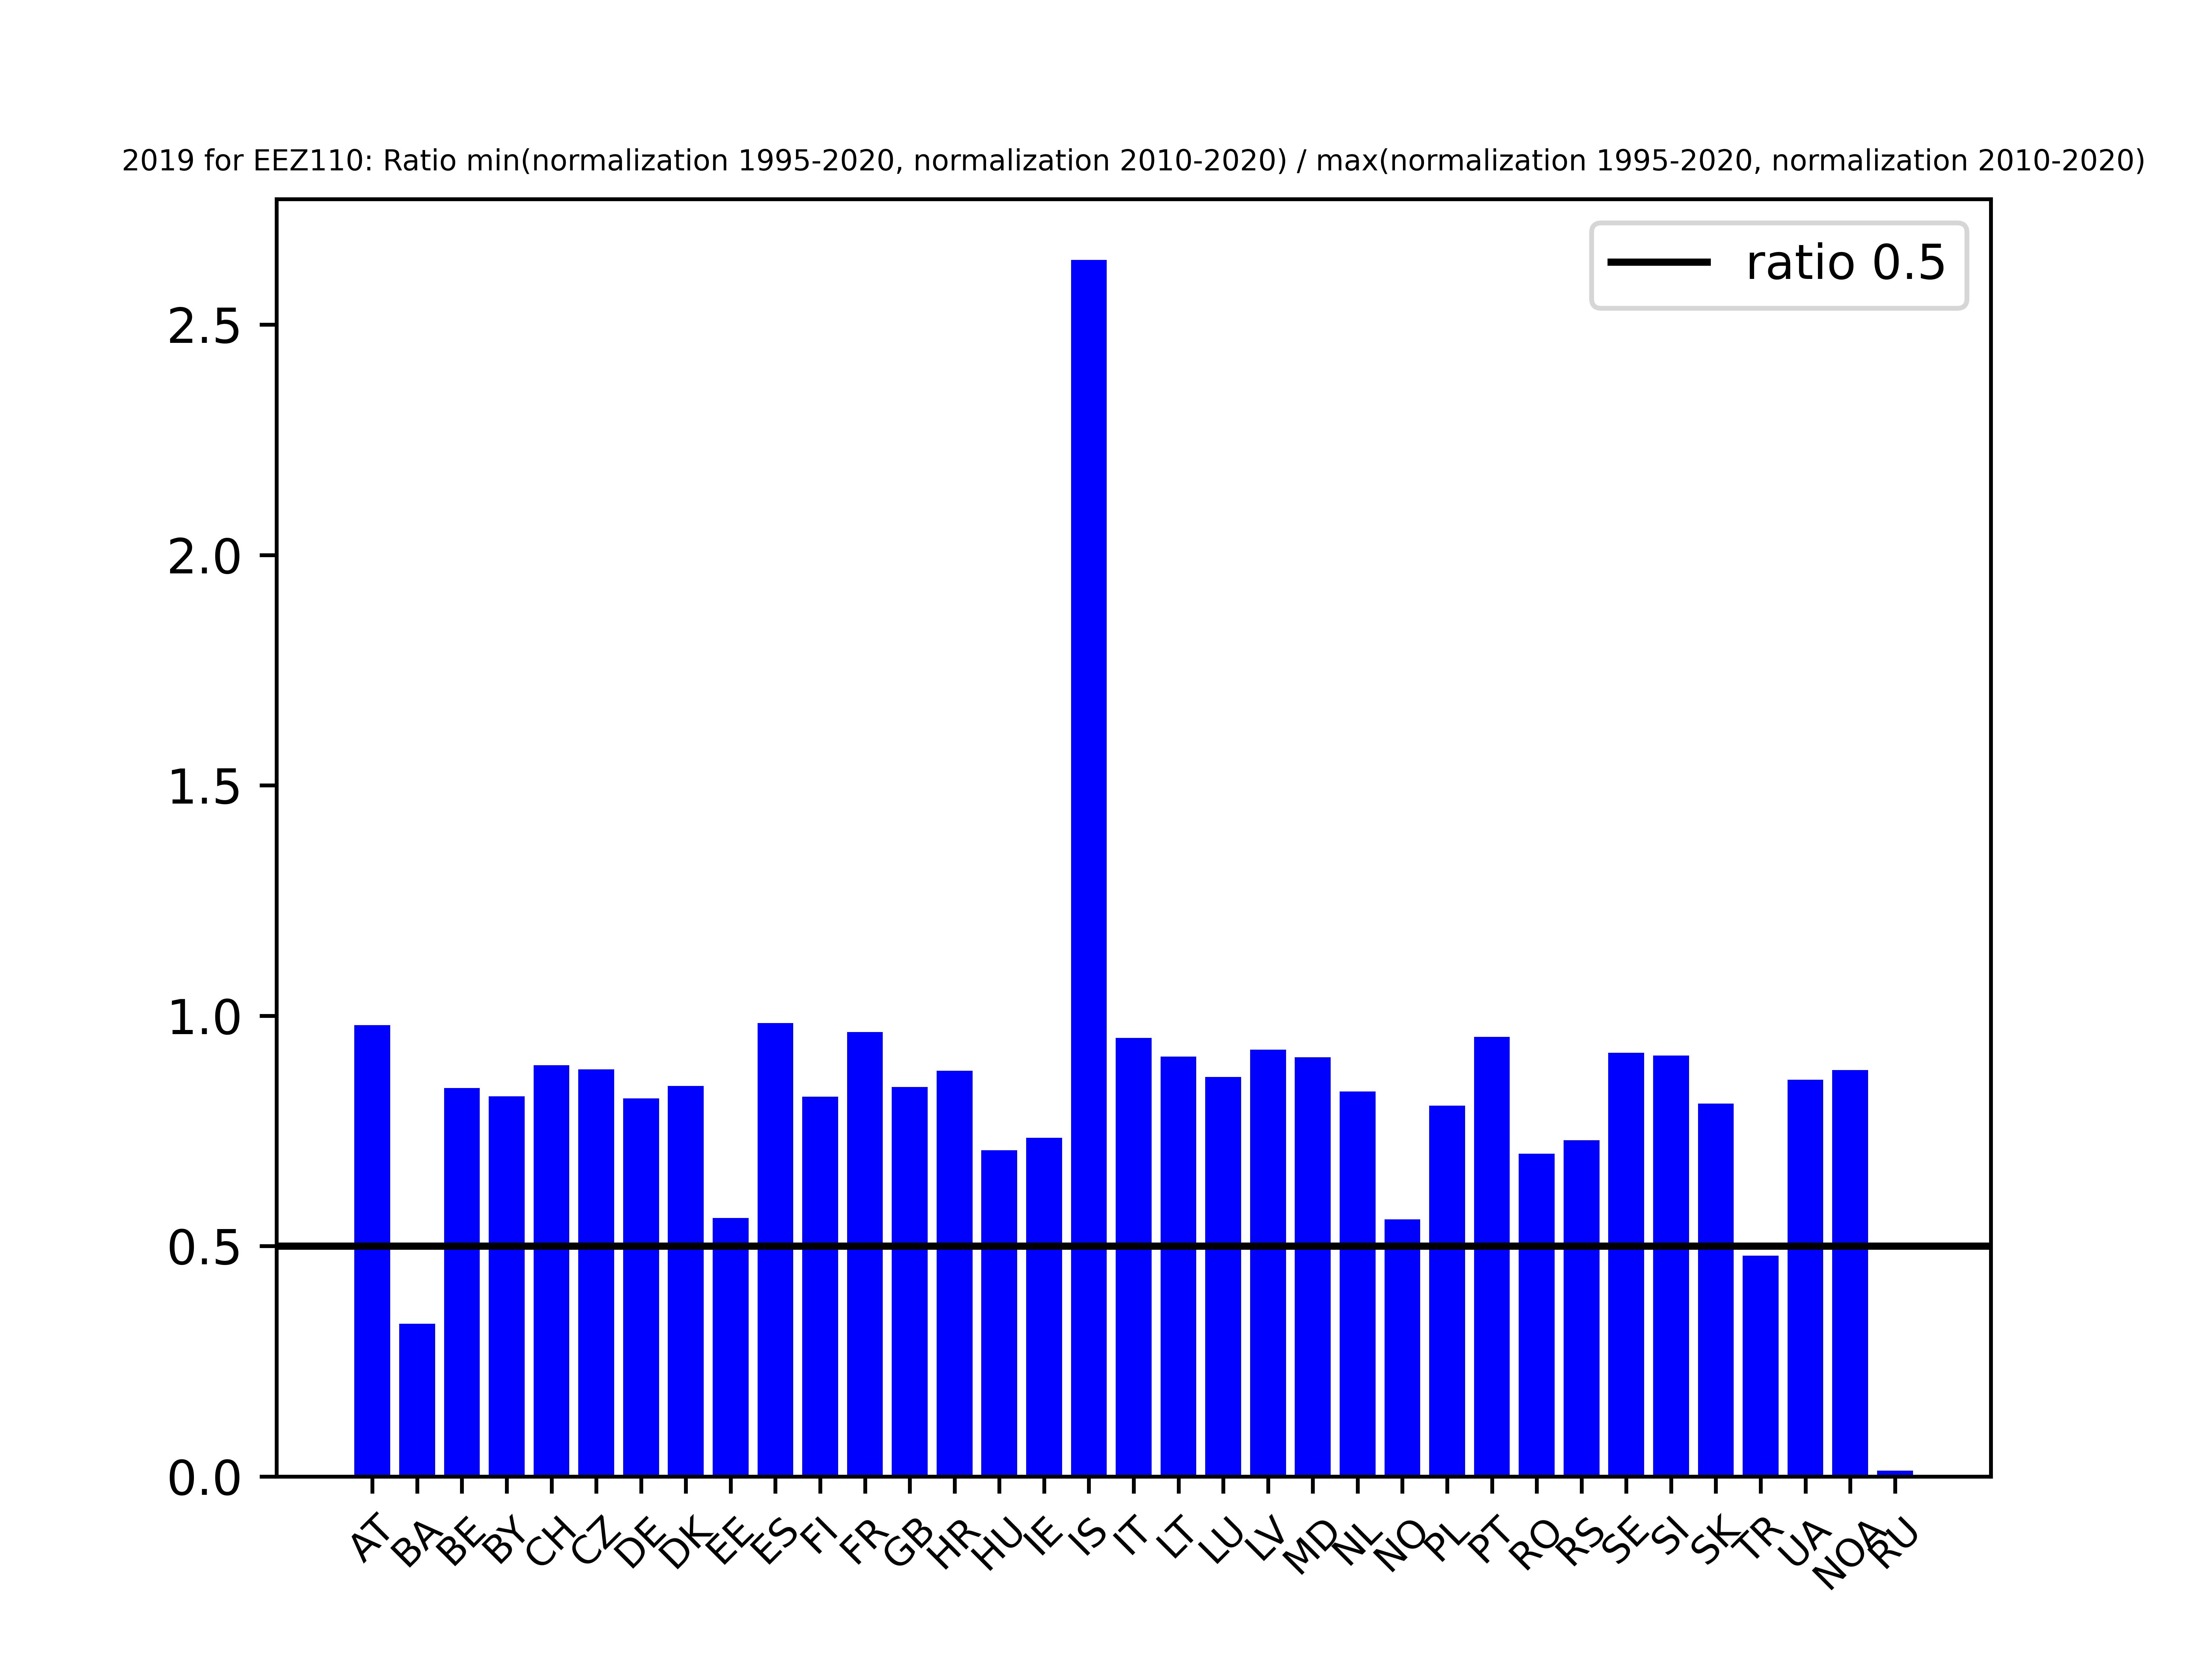 2019 for EEZ110: Ratio min(normalization 1995-2020, normalization 2010-2020) / max(normalization 1995-2020, normalization 2010-2020)
ratio 0.5
2.5
2.0
1.5
1.0
0.5
0.0
AT BA BE BY CH CZ DE DK EE ES FI FR GB HR HU IE IS IT LT LU LV MD NL NO PL PT RO RS SE SI SK TR UA NOA RU